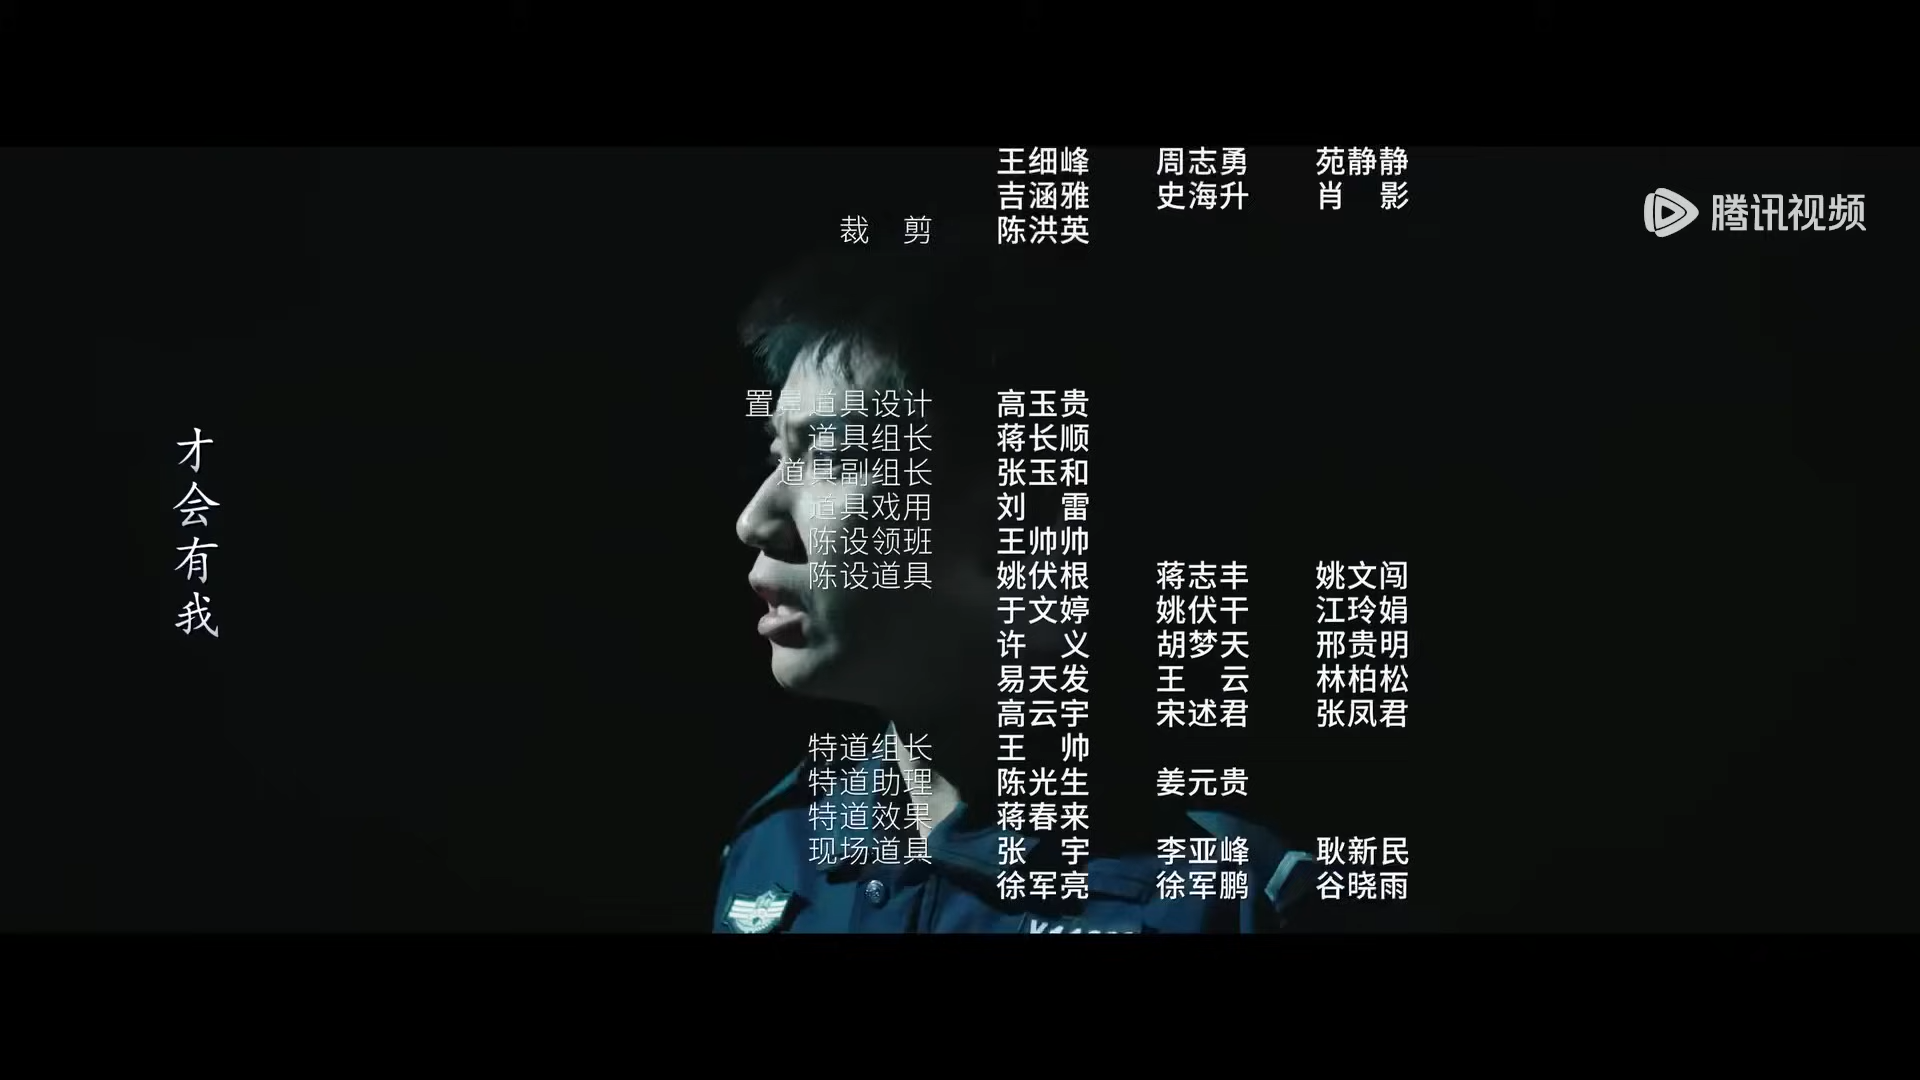 王细峰 周志勇 苑静静
吉涵雅 史海升 肖 影
裁 剪 陈洪英
腾讯视频
置景道具设计 高玉贵
道具组长 蒋长顺
道具副组长 张玉和
道具戏用 刘 雷
陈设领班 王帅帅
陈设道具 姚伏根 蒋志丰 姚文闯
于文婷 姚伏干 江玲娟
许 义 胡梦天 邢贵明
易天发 王 云 林柏松
高云宇 宋述君 张凤君
特道组长 王 帅
特道助理 陈光生 姜元贵
特道效果 蒋春来
现场道具 张 宇 李亚峰 耿新民
徐军亮 徐军鹏 谷晓雨
才会有我